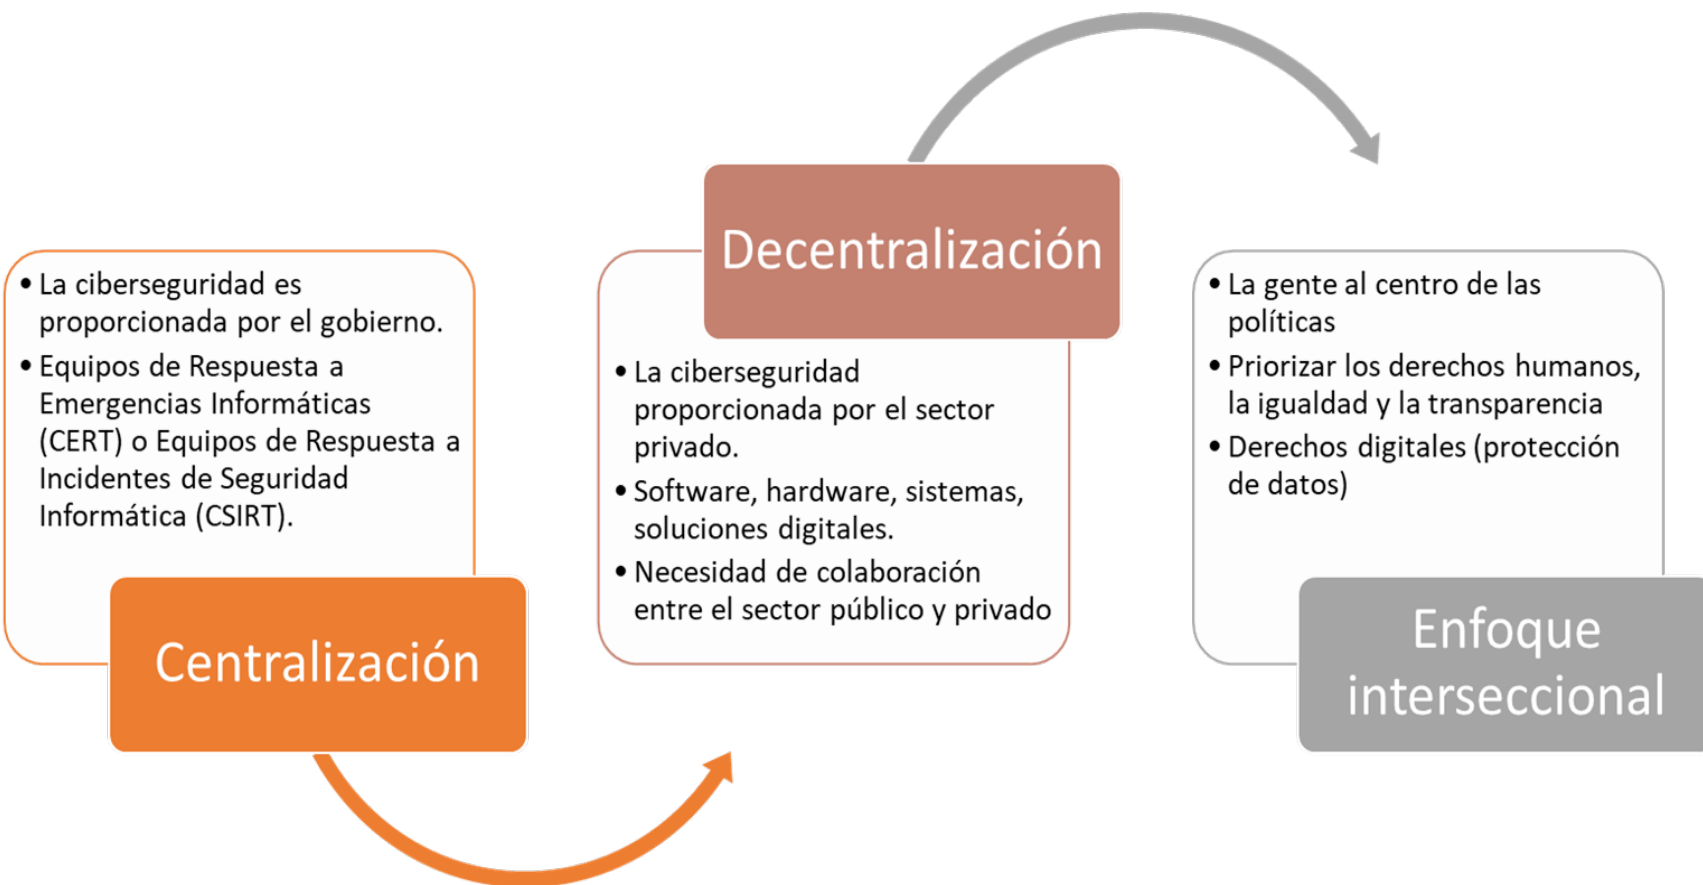 • La ciberseguridad es
proporcionada por el gobierno.
• Equipos de Respuesta a
Emergencias Informáticas
(CERT) o Equipos de Respuesta a
Incidentes de Seguridad
Informática (CSIRT).
Centralización
Decentralización
• La ciberseguridad
proporcionada por el sector
privado.
• Software, hardware, sistemas,
soluciones digitales.
• Necesidad de colaboración
entre el sector público y privado
• La gente al centro de las
políticas
• Priorizar los derechos humanos,
la igualdad y la transparencia
• Derechos digitales (protección
de datos)
Enfoque
interseccional